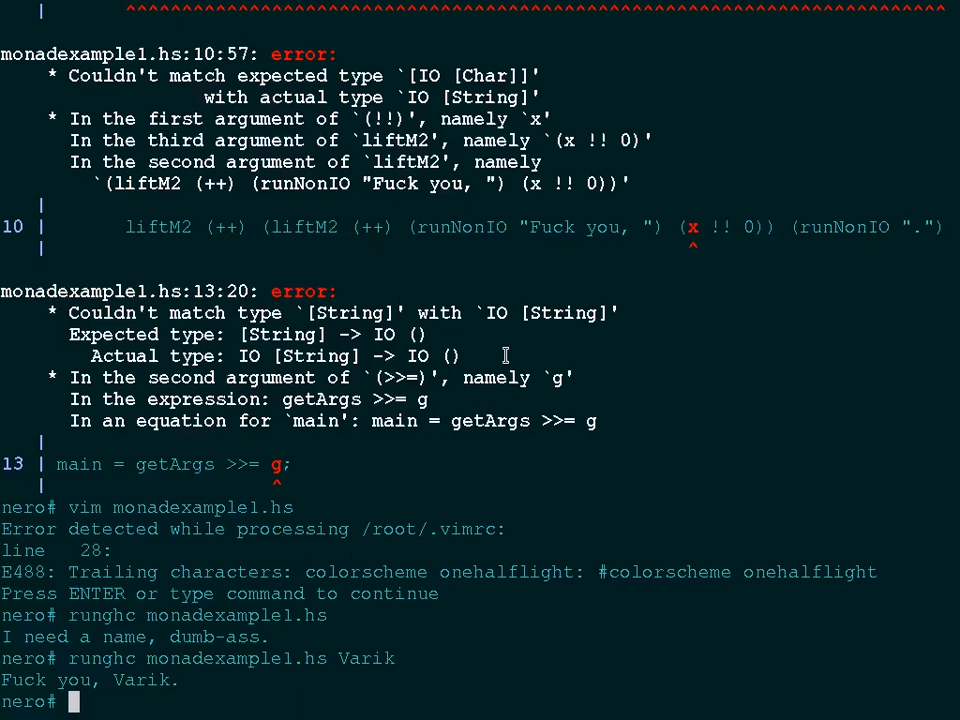 |
monadexample1.hs:10:57: error:
* Couldn't match expected type `[IO [Char]]'
with actual type `IO [String]'
* In the first argument of `(!!)', namely `x'
In the third argument of `liftM2', namely `(x !! 0)'
In the second argument of `liftM2', namely
`(liftM2 (++) (runNonIO "Fuck you, ") (x !! 0))'
|
10 | liftM2 (++) (liftM2 (++) (runNonIO "Fuck you, ") (x !! 0)) (runNonIO ".")
| ^
monadexample1.hs:13:20: error:
* Couldn't match type `[String]' with `IO [String]'
Expected type: [String] -> IO ()
Actual type: IO [String] -> IO ()
* In the second argument of `(>>=)', namely `g'
In the expression: getArgs >>= g
In an equation for `main': main = getArgs >>= g
|
13 | main = getArgs >>= g;
| ^
nero# vim monadexample1.hs
Error detected while processing /root/.vimrc:
line   28:
E488: Trailing characters: colorscheme onehalflight: #colorscheme onehalflight
Press ENTER or type command to continue
nero# runghc monadexample1.hs
I need a name, dumb-ass.
nero# runghc monadexample1.hs Varik
Fuck you, Varik.
nero#